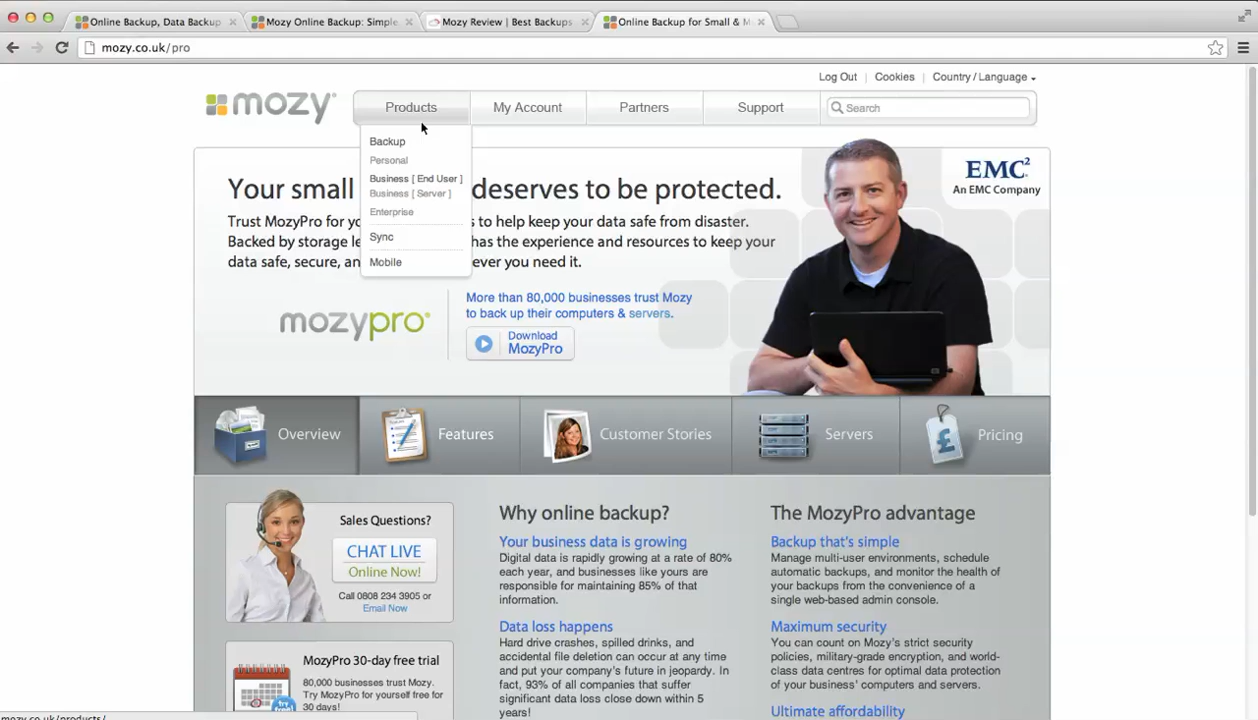 Online Backup, Data Backup
Mozy Online Backup: Simple,
Mozy Review | Best Backups
Online Backup for Small & M
mozy.co.uk/pro
Log Out | Cookies | Country / Language
mozy
Products
My Account
Partners
Support
Search
Backup
Personal
Business [ End User ]
Business [ Server ]
Enterprise
Sync
Mobile
Your small deserves to be protected.
Trust MozyPro for yo s to help keep your data safe from disaster.
Backed by storage le has the experience and resources to keep your
data safe, secure, an ever you need it.
EMC²
An EMC Company
mozypro
More than 80,000 businesses trust Mozy
to back up their computers & servers.
Download
MozyPro
Overview
Features
Customer Stories
Servers
Pricing
Sales Questions?
CHAT LIVE
Online Now!
Call 0808 234 3905 or
Email Now
MozyPro 30-day free trial
80,000 businesses trust Mozy.
Try MozyPro for yourself free for
30 days!
try
free!
Why online backup?
Your business data is growing
Digital data is rapidly growing at a rate of 80%
each year, and businesses like yours are
responsible for maintaining 85% of that
information.
Data loss happens
Hard drive crashes, spilled drinks, and
accidental file deletion can occur at any time
and put your company's future in jeopardy. In
fact, 93% of all companies that suffer
significant data loss close down within 5
years!
The MozyPro advantage
Backup that's simple
Manage multi-user environments, schedule
automatic backups, and monitor the health of
your backups from the convenience of a
single web-based admin console.
Maximum security
You can count on Mozy's strict security
policies, military-grade encryption, and world-
class data centres for optimal data protection
of your business' computers and servers.
Ultimate affordability
mozy.co.uk/products/